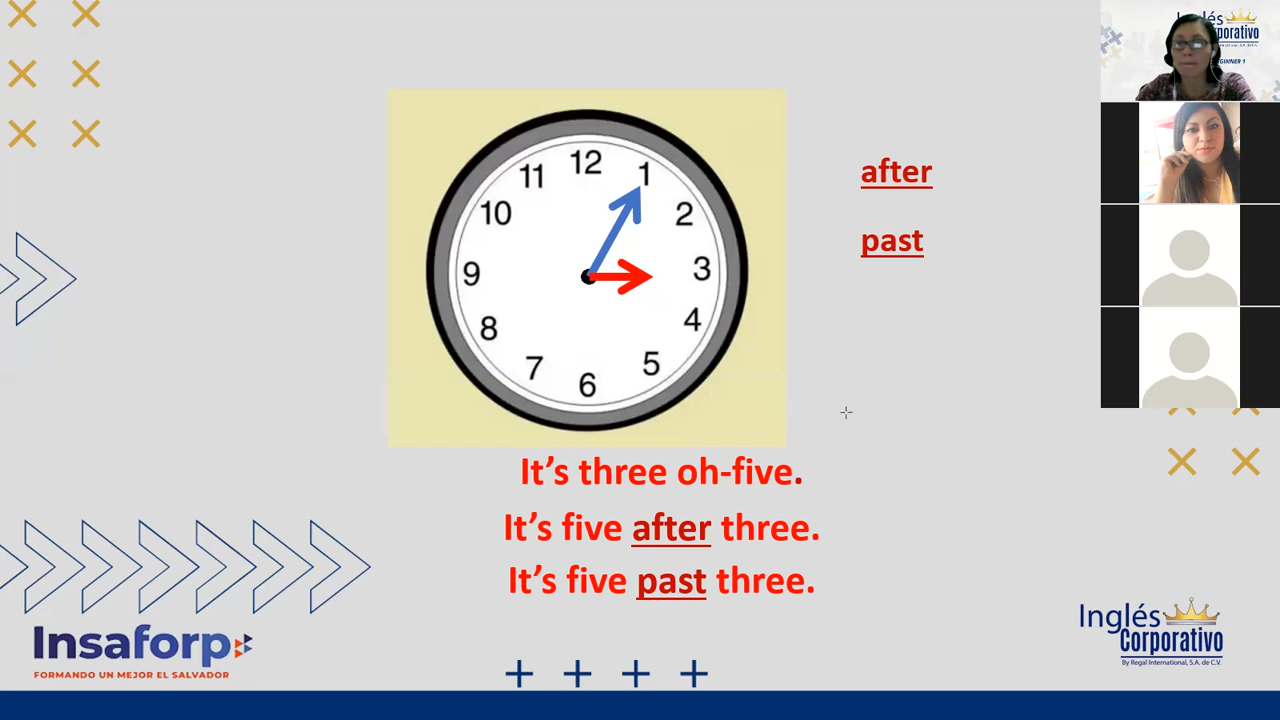 12
11
1
10
2
9
3
8
4
7
5
6
after
past
It's three oh-five.
It's five after three.
It's five past three.
Insaforp
FORMANDO UN MEJOR EL SALVADOR
Inglés
Corporativo
By Regal International, S.A. de C.V.